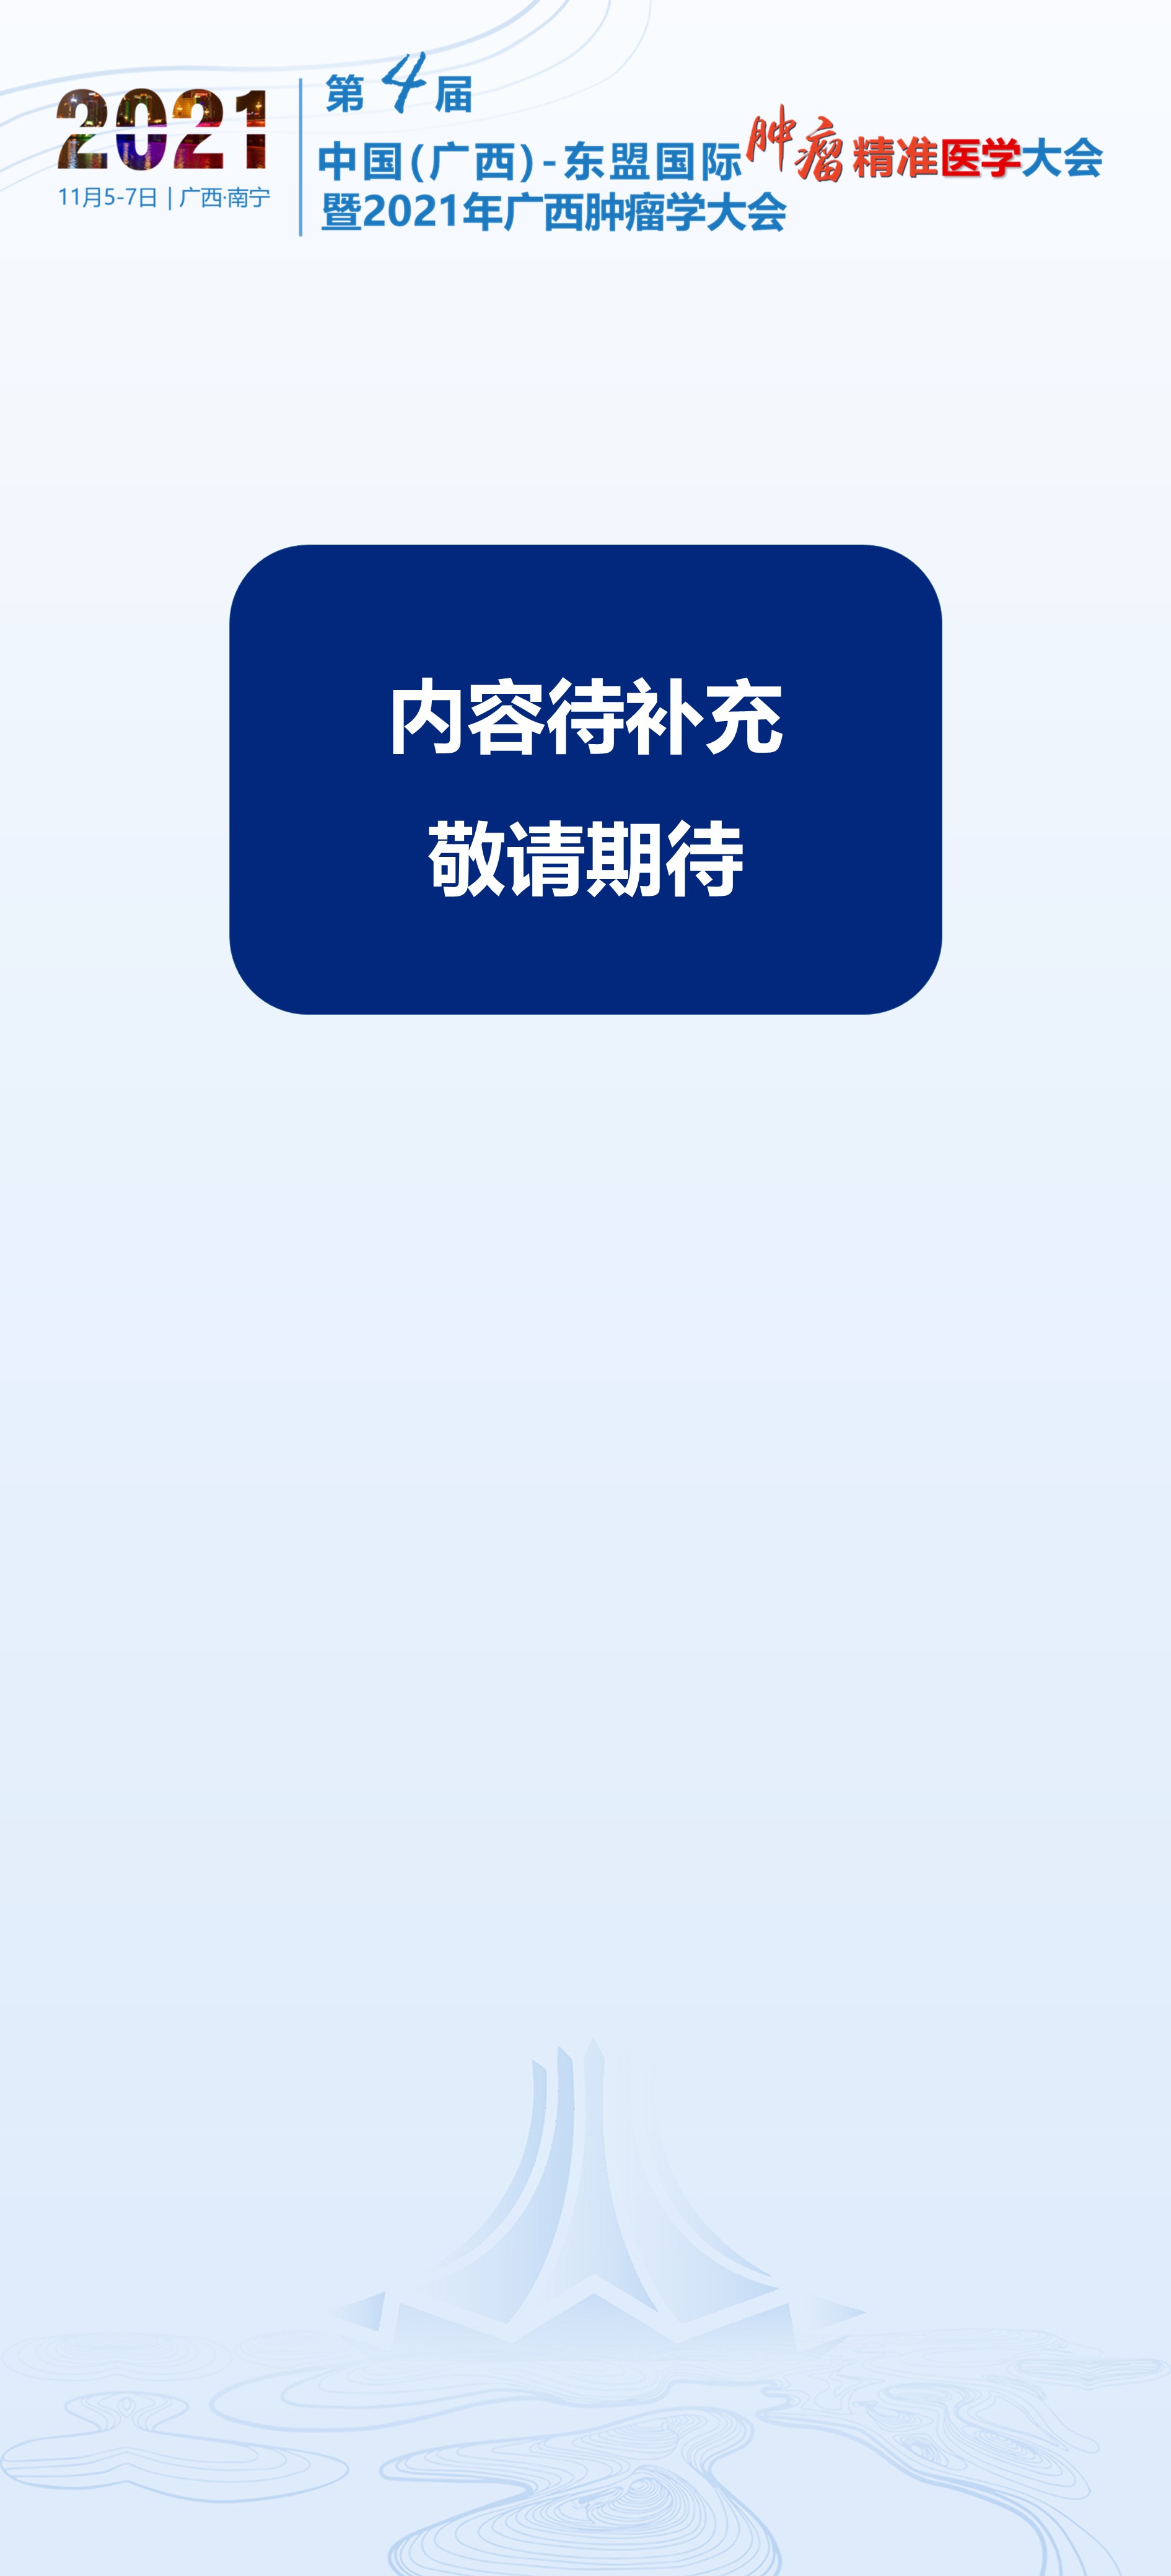 2021
11月5-7日 | 广西·南宁
第4届
中国(广西)-东盟国际肿瘤精准医学大会
暨2021年广西肿瘤学大会
内容待补充
敬请期待